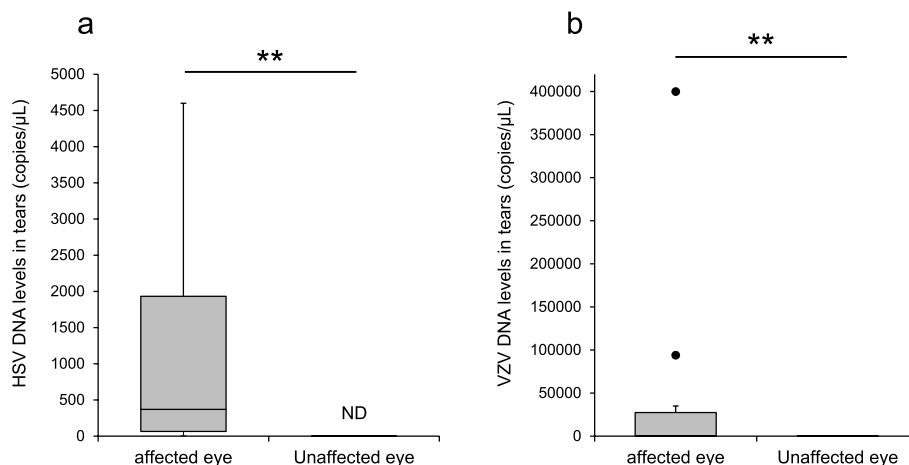 a
**
HSV DNA levels in tears (copies/µL)
5000
4500
4000
3500
3000
2500
2000
1500
1000
500
0
ND
affected eye
Unaffected eye
b
**
VZV DNA levels in tears (copies/µL)
400000
350000
300000
250000
200000
150000
100000
50000
0
affected eye
Unaffected eye